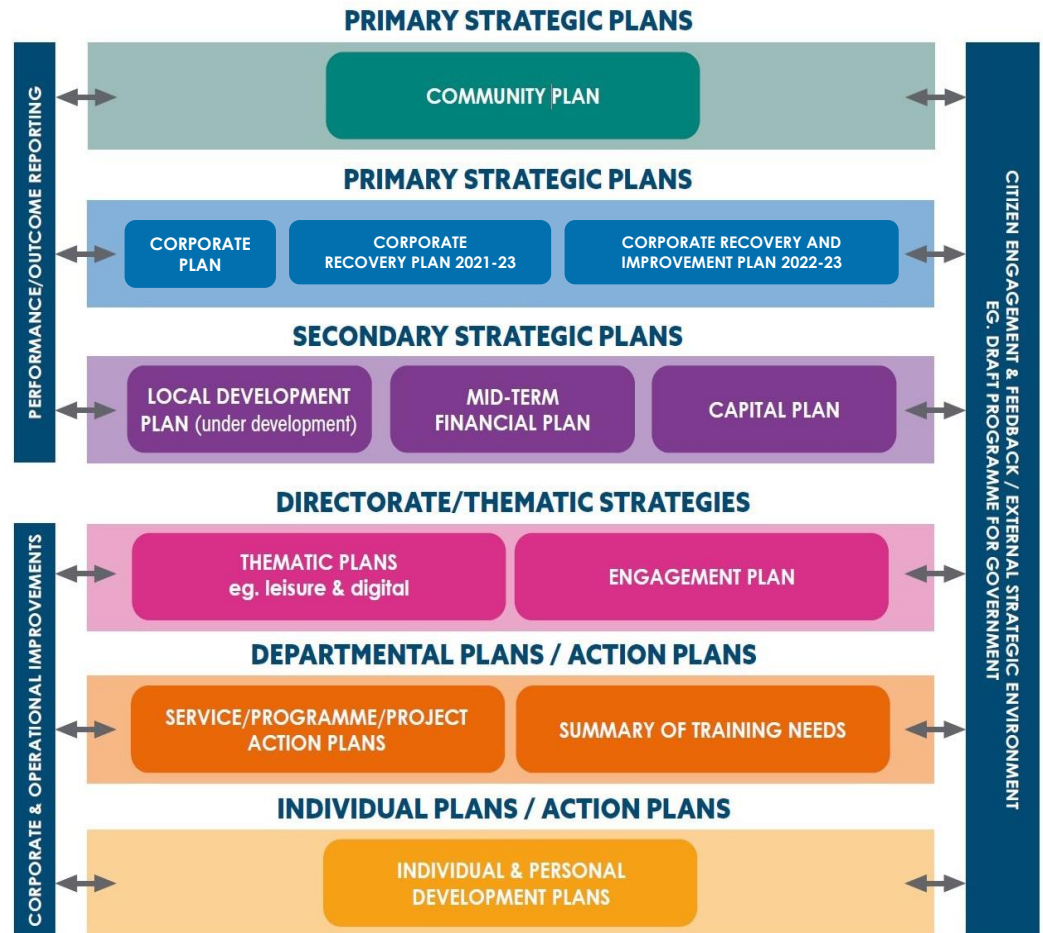 PRIMARY STRATEGIC PLANS
COMMUNITY PLAN
PRIMARY STRATEGIC PLANS
CORPORATE
PLAN
CORPORATE
RECOVERY PLAN 2021-23
CORPORATE RECOVERY AND
IMPROVEMENT PLAN 2022-23
SECONDARY STRATEGIC PLANS
LOCAL DEVELOPMENT
PLAN (under development)
MID-TERM
FINANCIAL PLAN
CAPITAL PLAN
DIRECTORATE/THEMATIC STRATEGIES
THEMATIC PLANS
eg. leisure & digital
ENGAGEMENT PLAN
DEPARTMENTAL PLANS / ACTION PLANS
SERVICE/PROGRAMME/PROJECT
ACTION PLANS
SUMMARY OF TRAINING NEEDS
INDIVIDUAL PLANS / ACTION PLANS
INDIVIDUAL & PERSONAL
DEVELOPMENT PLANS
PERFORMANCE/OUTCOME REPORTING
CORPORATE & OPERATIONAL IMPROVEMENTS
CITIZEN ENGAGEMENT & FEEDBACK / EXTERNAL STRATEGIC ENVIRONMENT
EG. DRAFT PROGRAMME FOR GOVERNMENT